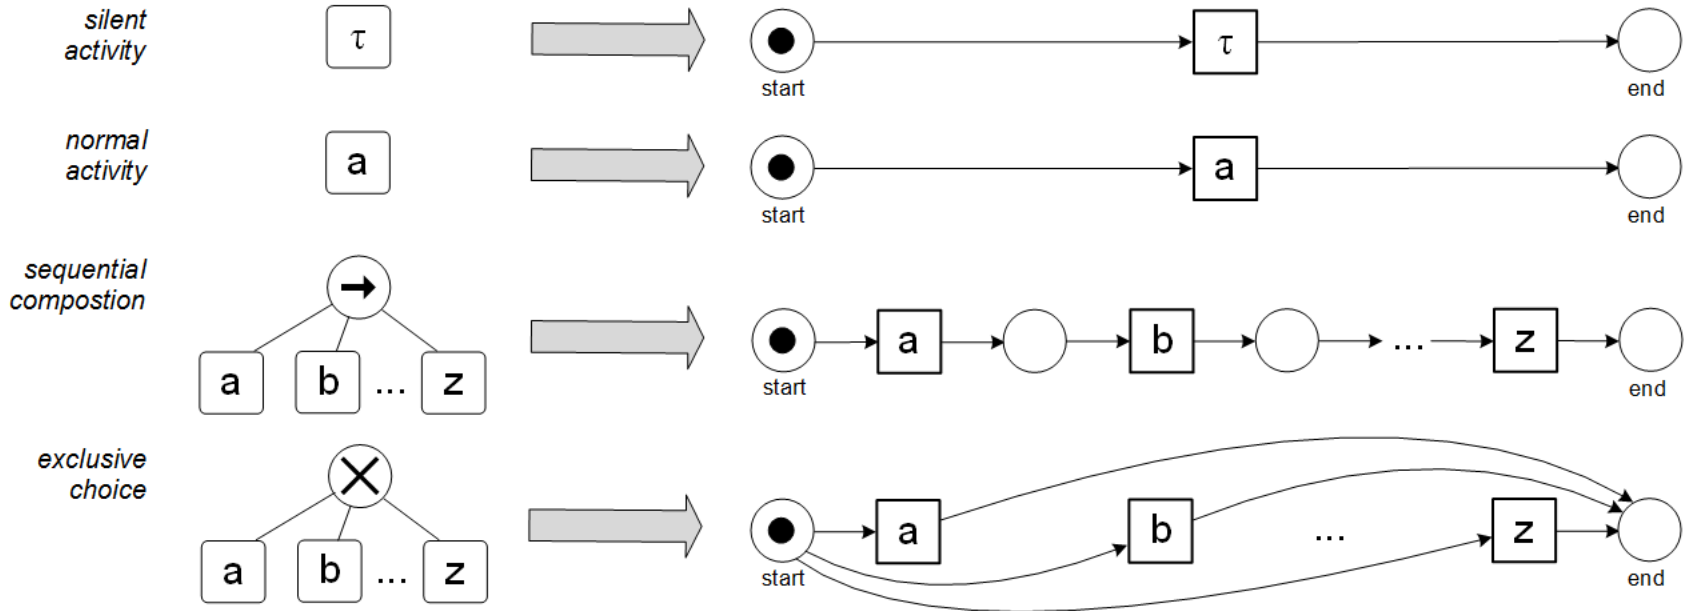 silent
activity
τ
τ
start
end
normal
activity
a
a
start
end
sequential
compostion
a b ... z
a b ... z
start
end
exclusive
choice
a b ... z
a b ... z
start
end